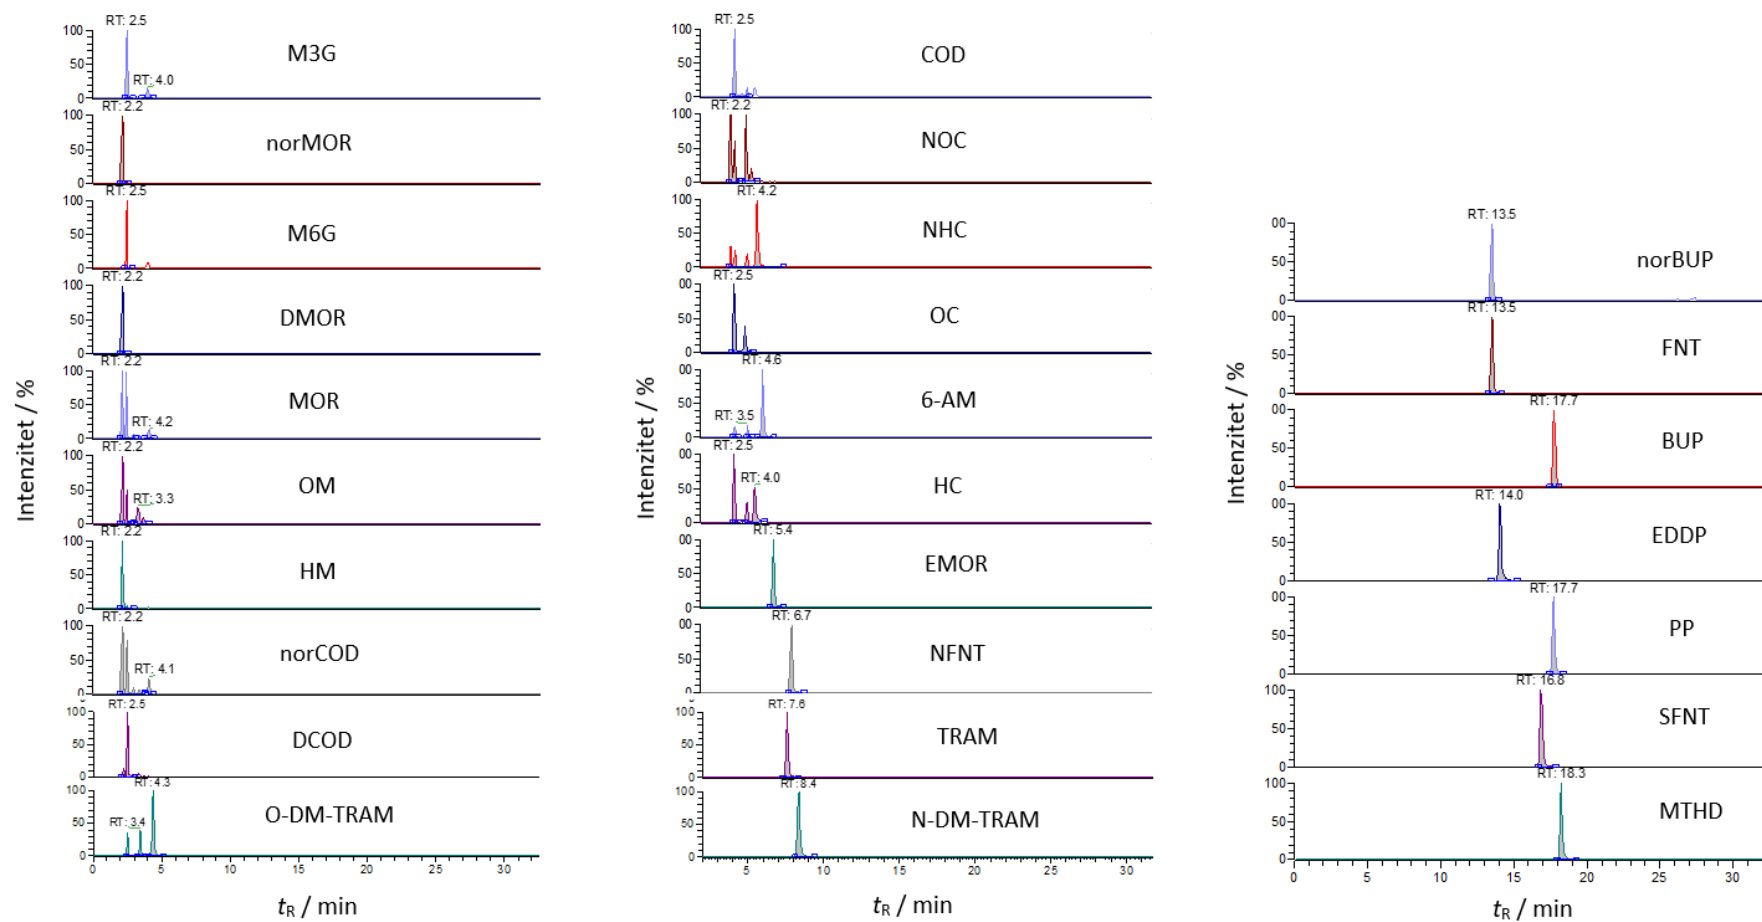 Intenzitet / %
RT: 2.5
RT: 4.0
M3G
100
50
0
RT: 2.2
norMOR
100
50
0
RT: 2.5
M6G
100
50
0
RT: 2.2
DMOR
100
50
0
RT: 2.2
RT: 4.2
MOR
100
50
0
RT: 2.2
RT: 3.3
OM
100
50
0
RT: 2.2
HM
100
50
0
RT: 2.2
RT: 4.1
norCOD
100
50
0
RT: 2.5
DCOD
100
50
0
RT: 4.3
RT: 3.4
O-DM-TRAM
100
50
0
0 5 10 15 20 25 30
tR / min
Intenzitet / %
RT: 2.5
COD
100
50
0
RT: 2.2
NOC
100
50
0
RT: 4.2
NHC
100
50
0
RT: 2.5
OC
00
50
0
RT: 4.6
RT: 3.5
6-AM
00
50
0
RT: 2.5
RT: 4.0
HC
100
50
0
RT: 5.4
EMOR
00
50
0
RT: 6.7
NFNT
00
50
0
RT: 7.6
TRAM
100
50
0
RT: 8.4
N-DM-TRAM
100
50
0
5 10 15 20 25 30
tR / min
Intenzitet / %
RT: 13.5
norBUP
00
50
0
RT: 13.5
FNT
00
50
0
RT: 17.7
BUP
00
50
0
RT: 14.0
EDDP
00
50
0
RT: 17.7
PP
00
50
0
RT: 16.8
SFNT
100
50
0
RT: 18.3
MTHD
100
50
0
0 5 10 15 20 25 30
tR / min